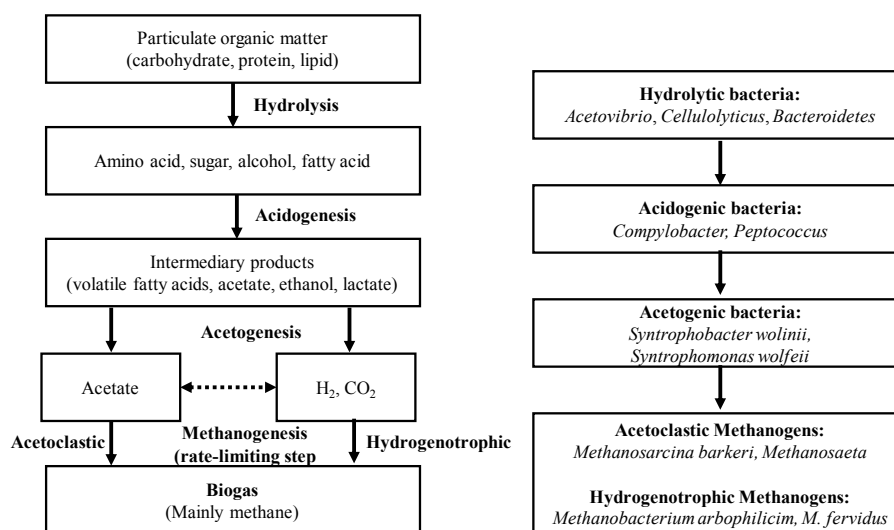 Particulate organic matter
(carbohydrate, protein, lipid)
Hydrolysis
Amino acid, sugar, alcohol, fatty acid
Acidogenesis
Intermediary products
(volatile fatty acids, acetate, ethanol, lactate)
Acetogenesis
Acetate
H₂, CO₂
Acetoclastic
Methanogenesis
(rate-limiting step
Hydrogenotrophic
Biogas
(Mainly methane)
Hydrolytic bacteria:
Acetovibrio, Cellulolyticus, Bacteroidetes
Acidogenic bacteria:
Compylobacter, Peptococcus
Acetogenic bacteria:
Syntrophobacter wolinii,
Syntrophomonas wolfeii
Acetoclastic Methanogens:
Methanosarcina barkeri, Methanosaeta
Hydrogenotrophic Methanogens:
Methanobacterium arbophilicim, M. fervidus